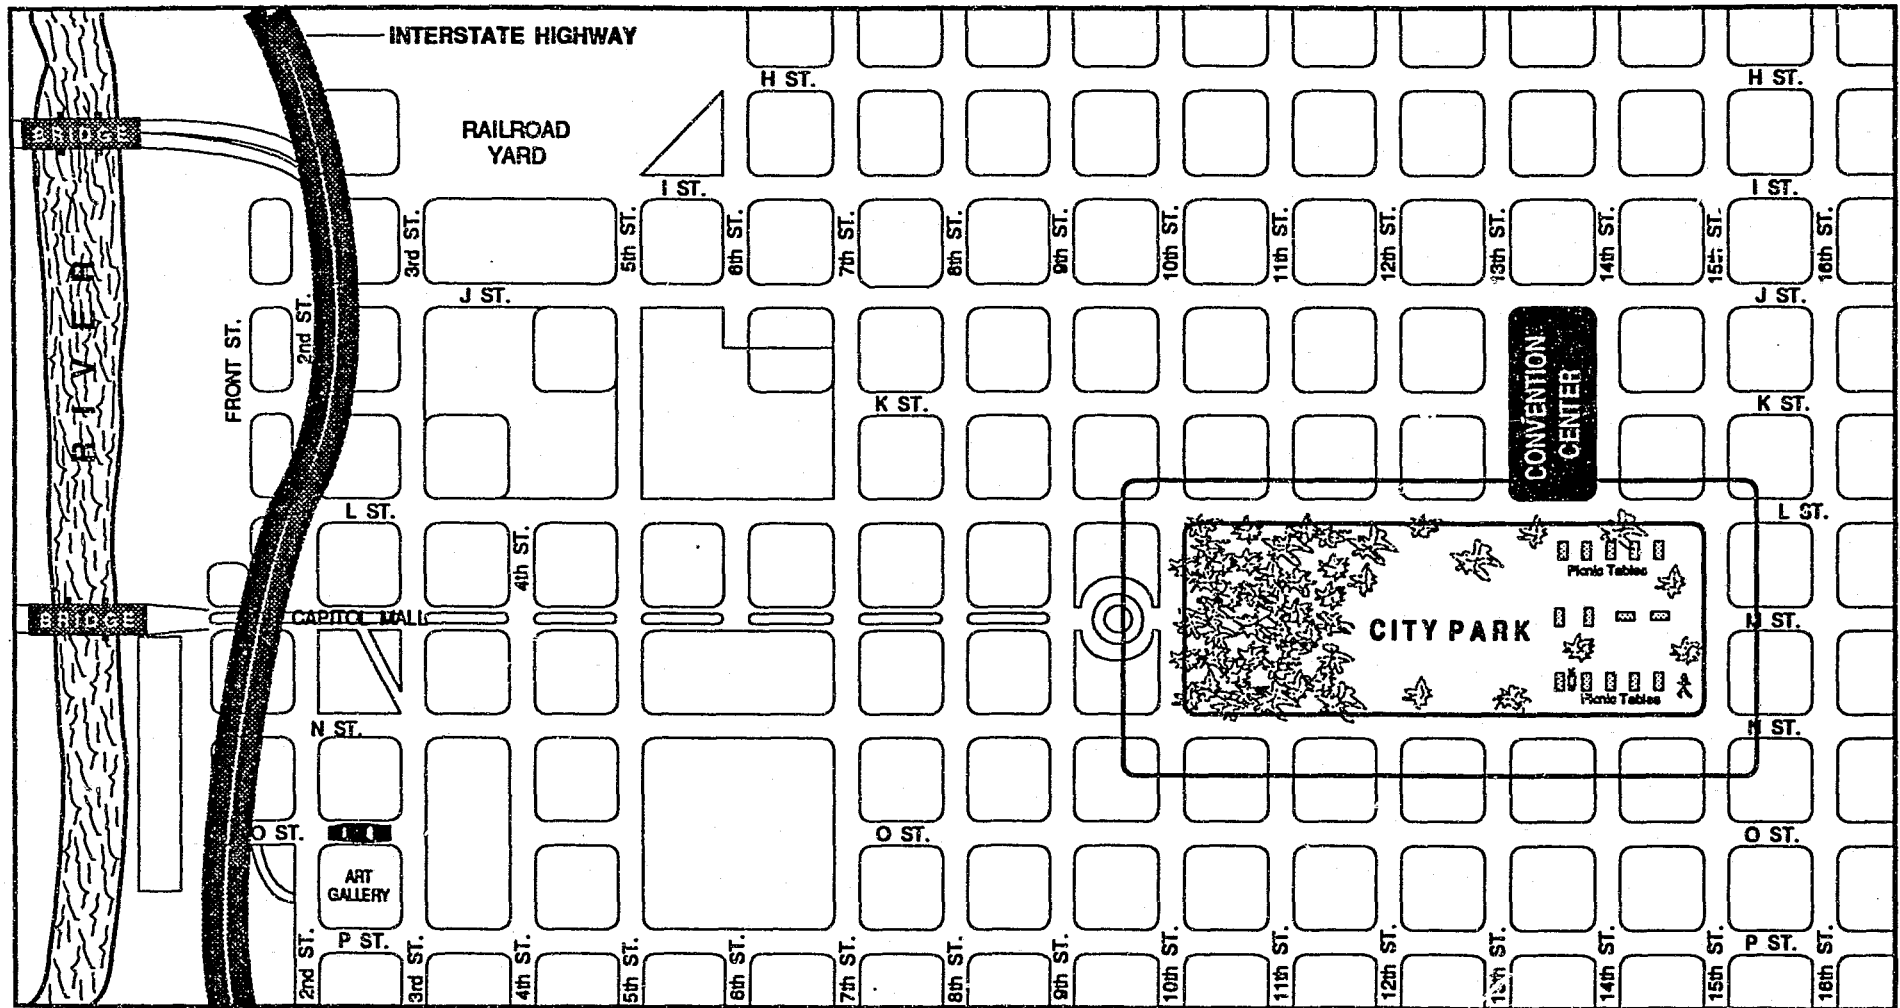 INTERSTATE HIGHWAY
H ST.
H ST.
BRIDGE
RAILROAD
YARD
I ST.
I ST.
3rd ST.
5th ST.
6th ST.
7th ST.
8th ST.
9th ST.
10th ST.
11th ST.
12th ST.
13th ST.
14th ST.
15th ST.
16th ST.
RIVER
J ST.
J ST.
FRONT ST.
2nd ST.
CONVENTION
CENTER
K ST.
K ST.
L ST.
L ST.
4th ST.
Picnic Tables
BRIDGE
CAPITOL MALL
CITY PARK
M ST.
Picnic Tables
N ST.
N ST.
O ST.
O ST.
O ST.
ART
GALLERY
P ST.
P ST.
2nd ST.
3rd ST.
4th ST.
5th ST.
6th ST.
7th ST.
8th ST.
9th ST.
10th ST.
11th ST.
12th ST.
13th ST.
14th ST.
15th ST.
16th ST.